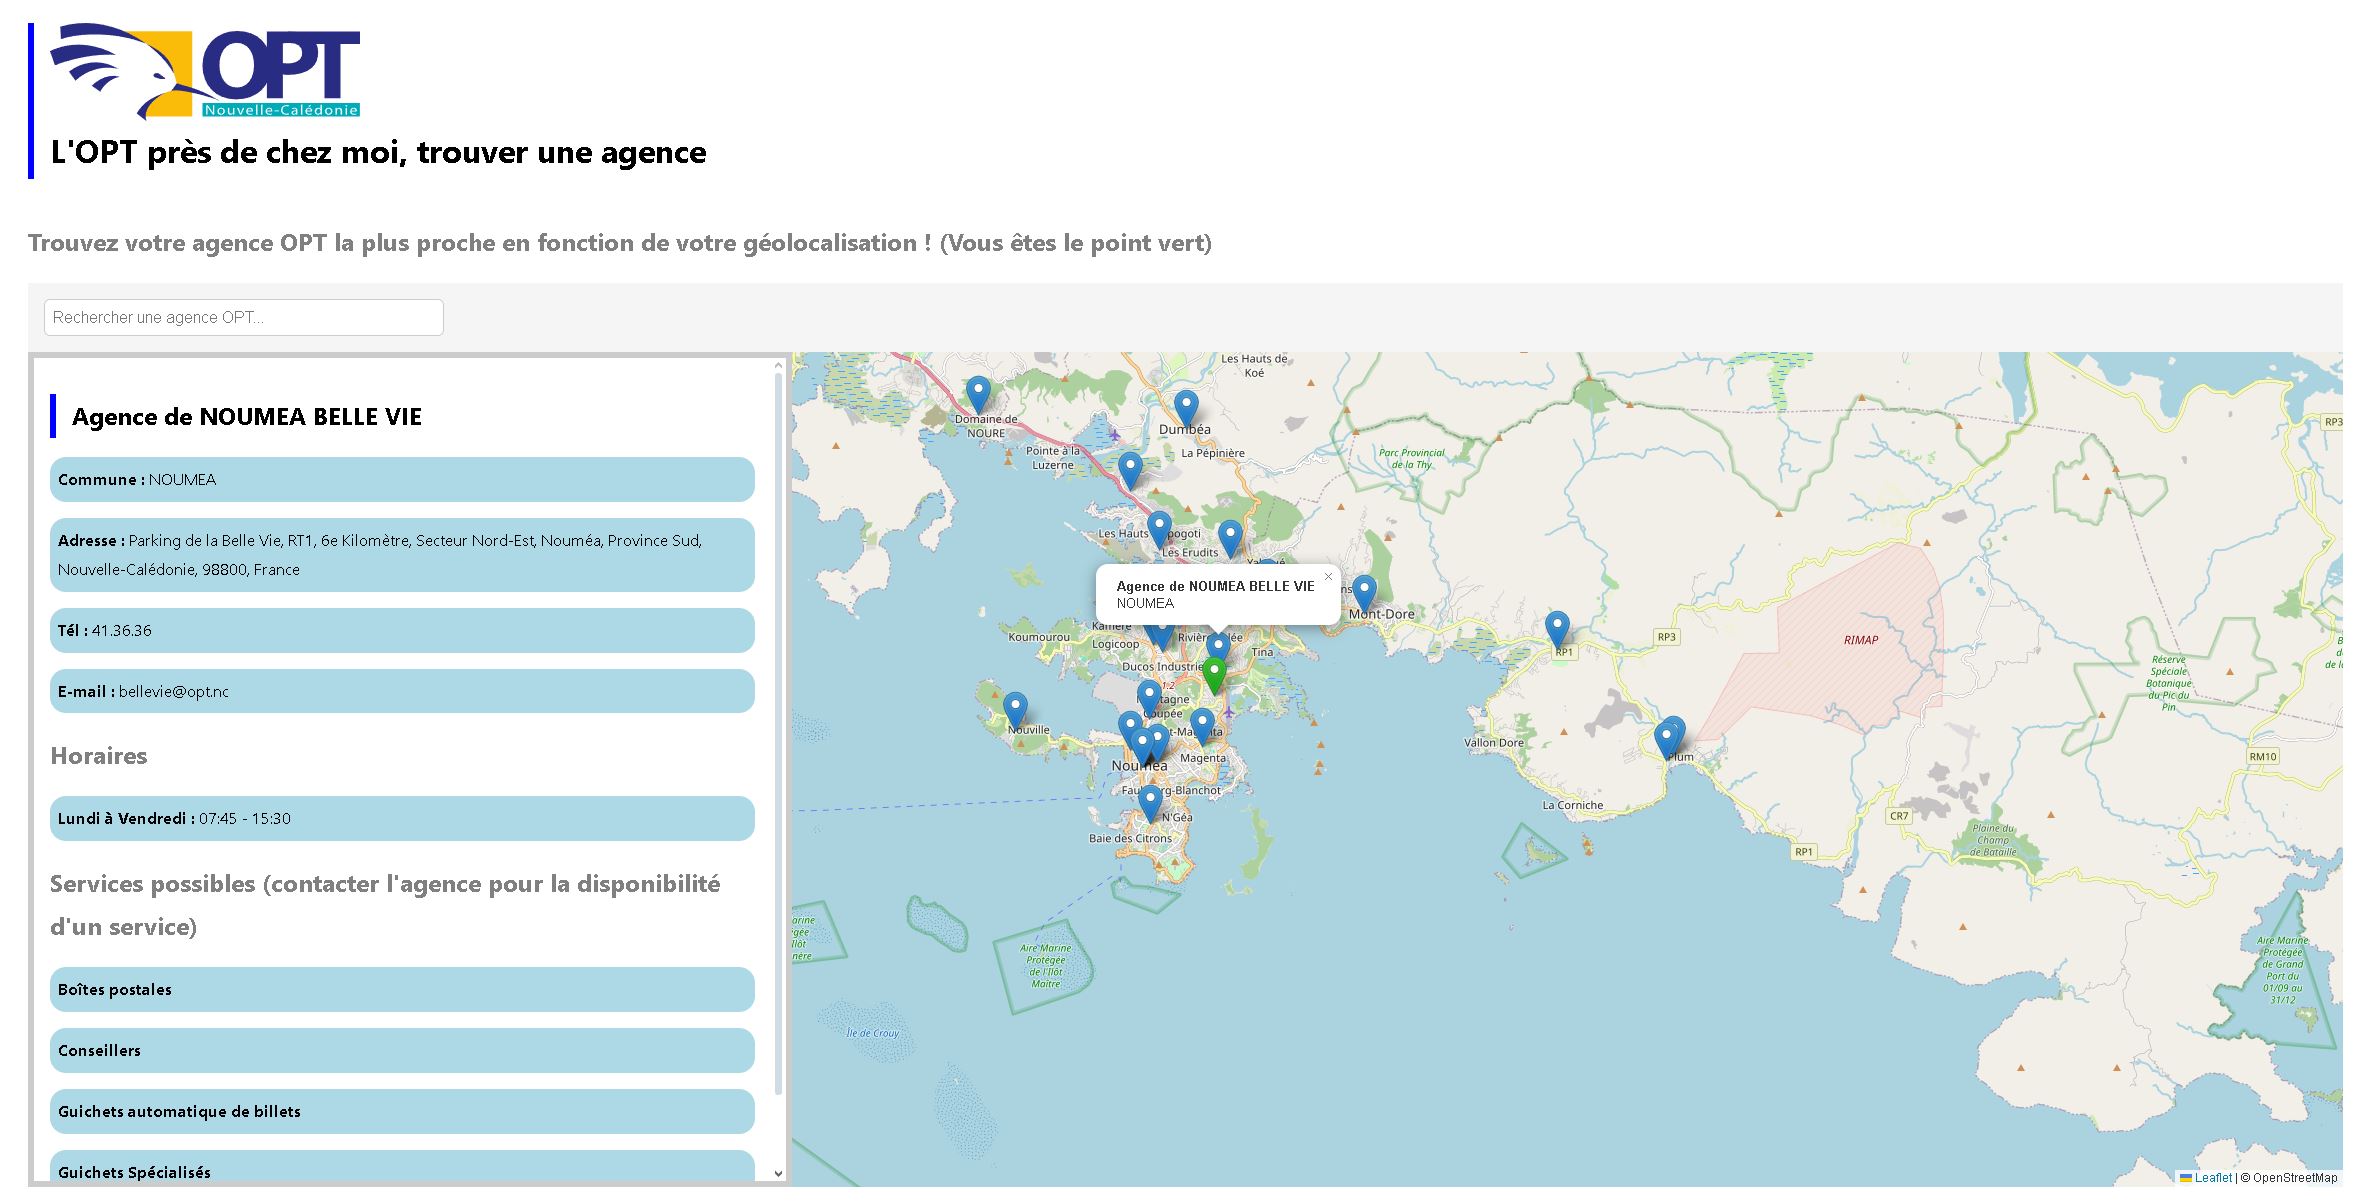 OPT
Nouvelle-Calédonie
L'OPT près de chez moi, trouver une agence
Trouvez votre agence OPT la plus proche en fonction de votre géolocalisation ! (Vous êtes le point vert)
Rechercher une agence OPT...
Agence de NOUMEA BELLE VIE
Commune : NOUMEA
Adresse : Parking de la Belle Vie, RT1, 6e Kilomètre, Secteur Nord-Est, Nouméa, Province Sud,
Nouvelle-Calédonie, 98800, France
Tél : 41.36.36
E-mail : bellevie@opt.nc
Horaires
Lundi à Vendredi : 07:45 - 15:30
Services possibles (contacter l'agence pour la disponibilité
d'un service)
Boîtes postales
Conseillers
Guichets automatique de billets
Guichets Spécialisés
Les Hauts de
Koé
Domaine de
NOURE
Dumbéa
Pointe à la
Luzerne
La Pépinière
Parc Provincial
de la Thy
RP3
Les Hauts
Les Erudits
Agence de NOUMEA BELLE VIE
×
NOUMEA
Mont-Dore
Koumourou
Logicoop
Tina
RP3
RP1
RIMAP
Ducos Industrie
Réserve
Spéciale
Botanique
du Pic du
Pin
1.2
Coupée
Nouville
Magenta
Nouméa
Vallon Dore
Plum
RM10
N'Géa
La Corniche
CR7
Baie des Citrons
RP1
Plaine du
Champ
de Bataille
Aire Marine
Protégée
de l'Ilôt
Maître
Île de Crouy
Aire Marine
Protégée
de Grand
Port du
01/09 au
31/12
Leaflet | © OpenStreetMap